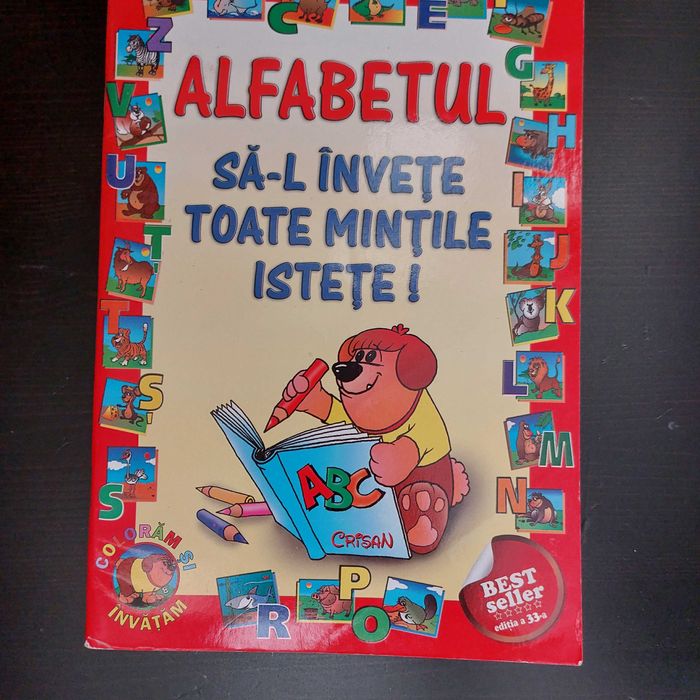 C E I
Z
G
ALFABETUL
V
H
SĂ-L ÎNVEȚE
U
I
TOATE MINȚILE
Ț
J
ISTEȚE!
T
K
Ș
L
M
ABC
S
N
CRIȘAN
COLORĂM ȘI
ÎNVĂȚĂM
BEST
seller
ediția a 33-a
R
P
O